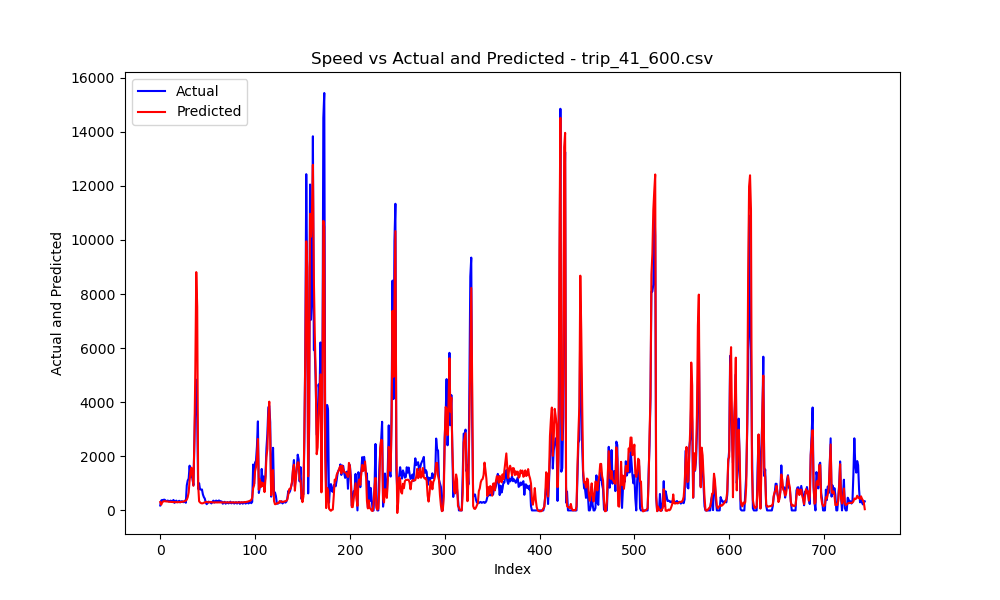 Speed vs Actual and Predicted - trip_41_600.csv
Actual
Predicted
16000
14000
12000
10000
8000
6000
4000
2000
0
Actual and Predicted
0 100 200 300 400 500 600 700
Index